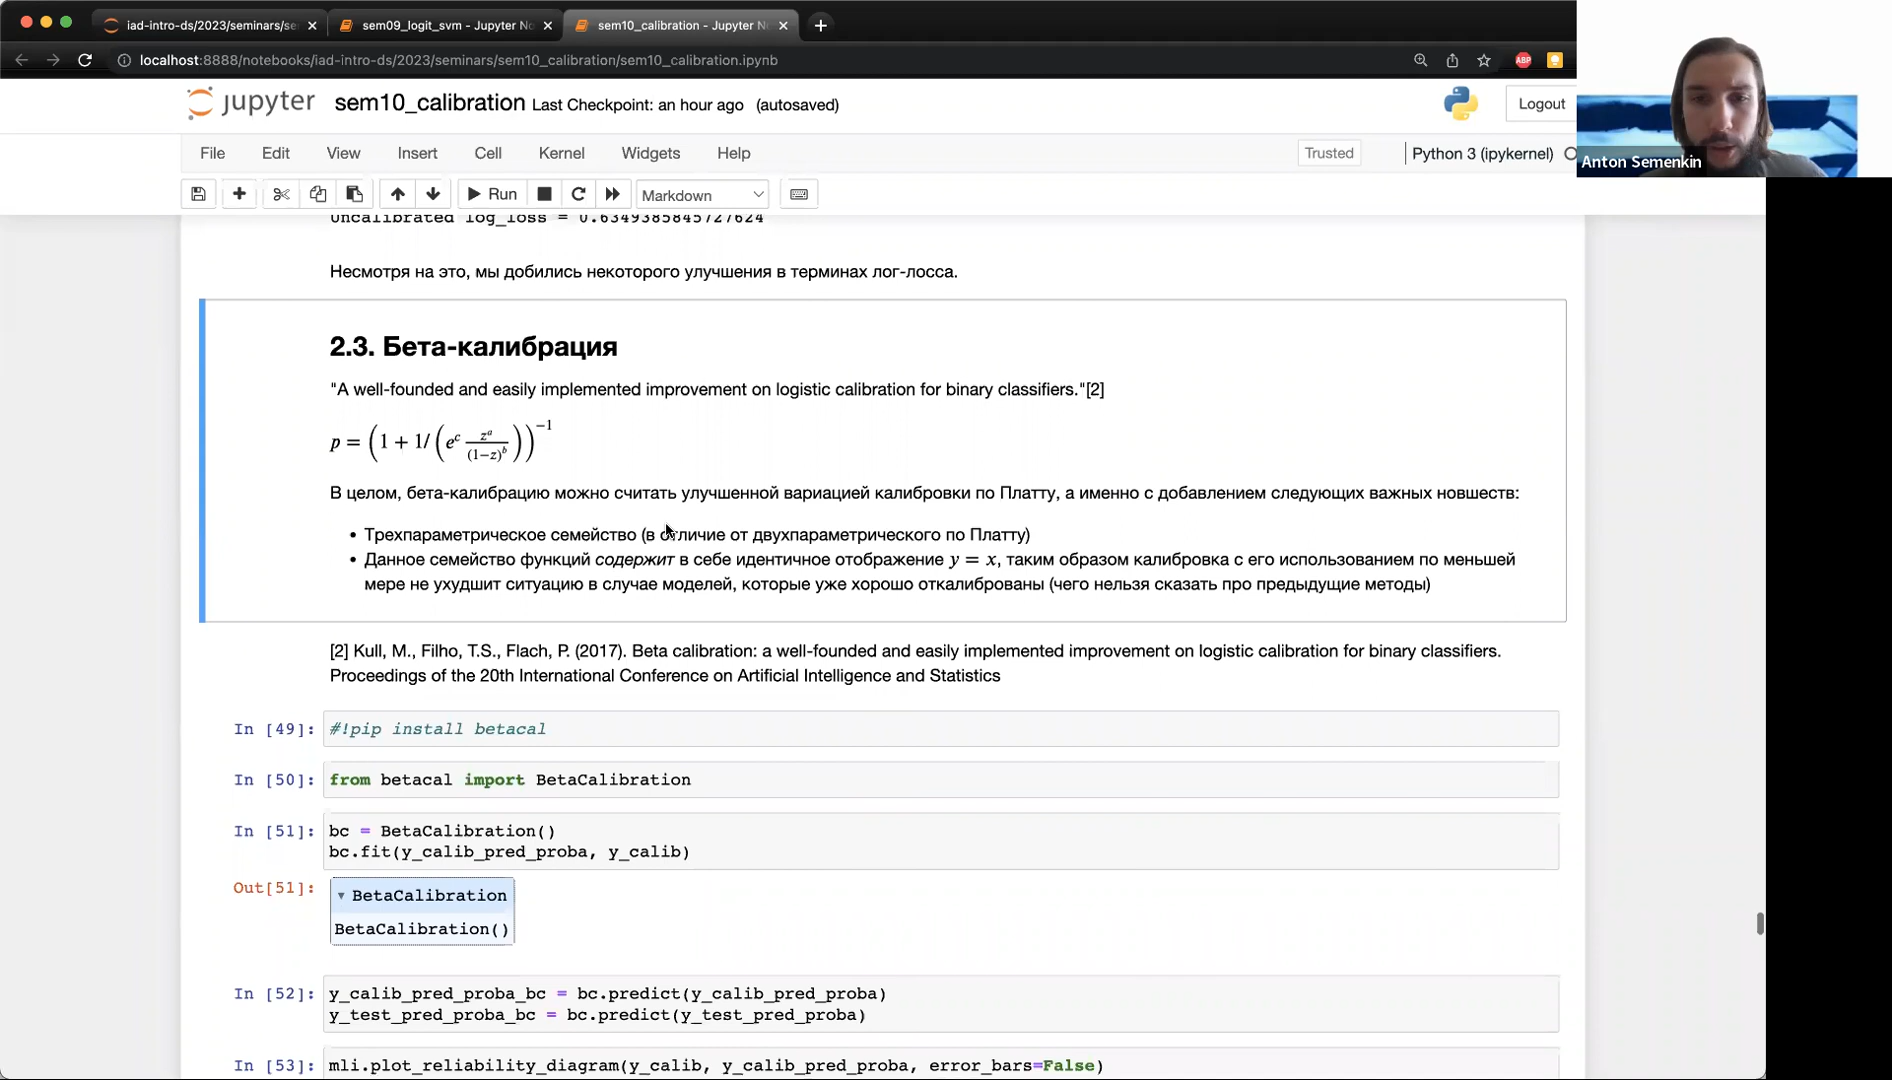 iad-intro-ds/2023/seminars/se
sem09_logit_svm - Jupyter No
sem10_calibration - Jupyter N
localhost:8888/notebooks/iad-intro-ds/2023/seminars/sem10_calibration/sem10_calibration.ipynb
ABP
jupyter sem10_calibration Last Checkpoint: an hour ago (autosaved)
Logout
Anton Semenkin
File Edit View Insert Cell Kernel Widgets Help
Trusted
Python 3 (ipykernel)
Run
Markdown
Uncalibrated log_loss = 0.6349385845727624
Несмотря на это, мы добились некоторого улучшения в терминах лог-лосса.
2.3. Бета-калибрация
"A well-founded and easily implemented improvement on logistic calibration for binary classifiers."[2]
p = (1 + 1/(e^c z^a/(1−z)^b))^−1
В целом, бета-калибрацию можно считать улучшенной вариацией калибровки по Платту, а именно с добавлением следующих важных новшеств:
• Трехпараметрическое семейство (в отличие от двухпараметрического по Платту)
• Данное семейство функций содержит в себе идентичное отображение y = x, таким образом калибровка с его использованием по меньшей
мере не ухудшит ситуацию в случае моделей, которые уже хорошо откалиброваны (чего нельзя сказать про предыдущие методы)
[2] Kull, M., Filho, T.S., Flach, P. (2017). Beta calibration: a well-founded and easily implemented improvement on logistic calibration for binary classifiers.
Proceedings of the 20th International Conference on Artificial Intelligence and Statistics
In [49]: #!pip install betacal
In [50]: from betacal import BetaCalibration
In [51]: bc = BetaCalibration()
bc.fit(y_calib_pred_proba, y_calib)
Out[51]: ▾ BetaCalibration
BetaCalibration()
In [52]: y_calib_pred_proba_bc = bc.predict(y_calib_pred_proba)
y_test_pred_proba_bc = bc.predict(y_test_pred_proba)
In [53]: mli.plot_reliability_diagram(y_calib, y_calib_pred_proba, error_bars=False)